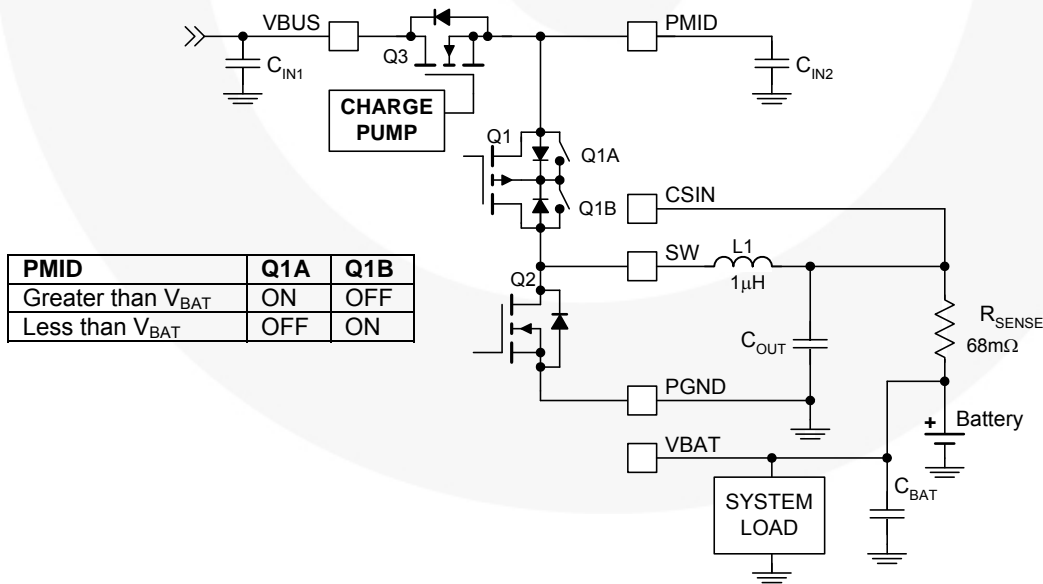 VBUS
PMID
Q3
C_IN1
C_IN2
CHARGE
PUMP
Q1
Q1A
Q1B
CSIN
SW
L1
1μH
Q2
PMID Q1A Q1B
Greater than V_BAT ON OFF
Less than V_BAT OFF ON
R_SENSE
68mΩ
C_OUT
PGND
+ Battery
VBAT
C_BAT
SYSTEM
LOAD